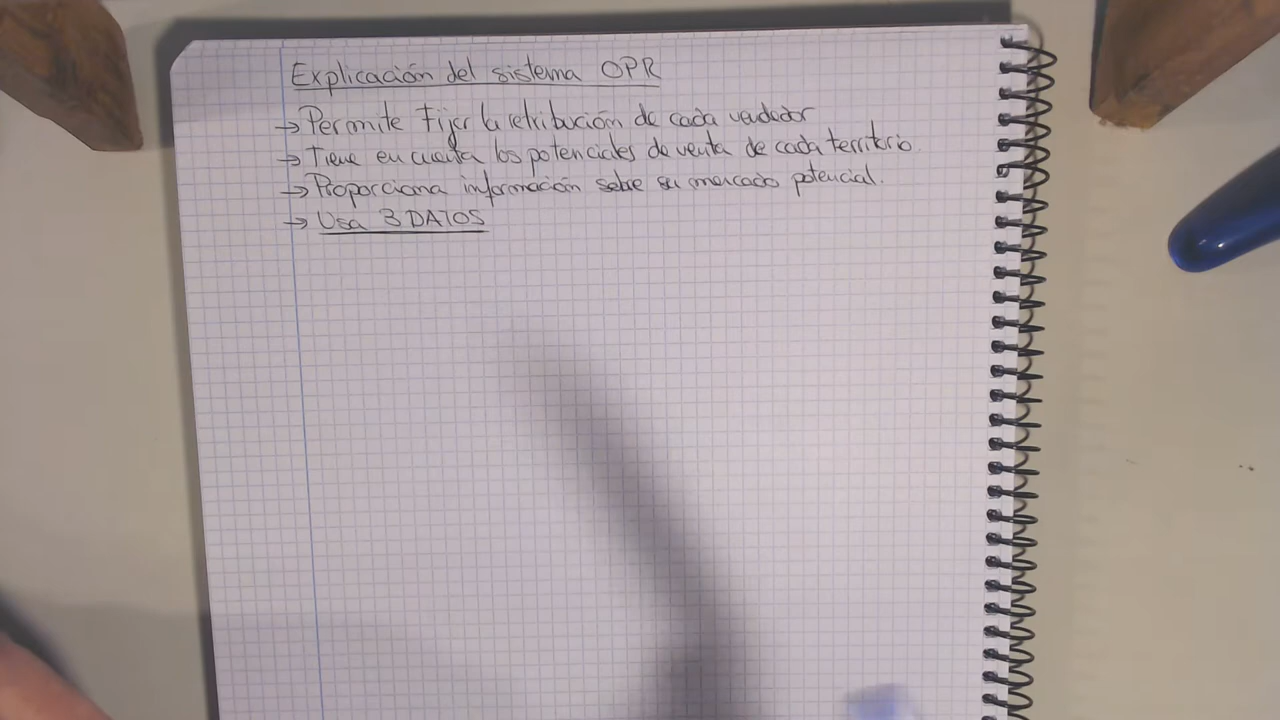 Explicación del sistema OPR
→ Permite Fijar la retribución de cada vendedor
→ Tiene en cuenta los potenciales de venta de cada territorio.
→ Proporciona información sobre su mercado potencial.
→ Usa 3 DATOS